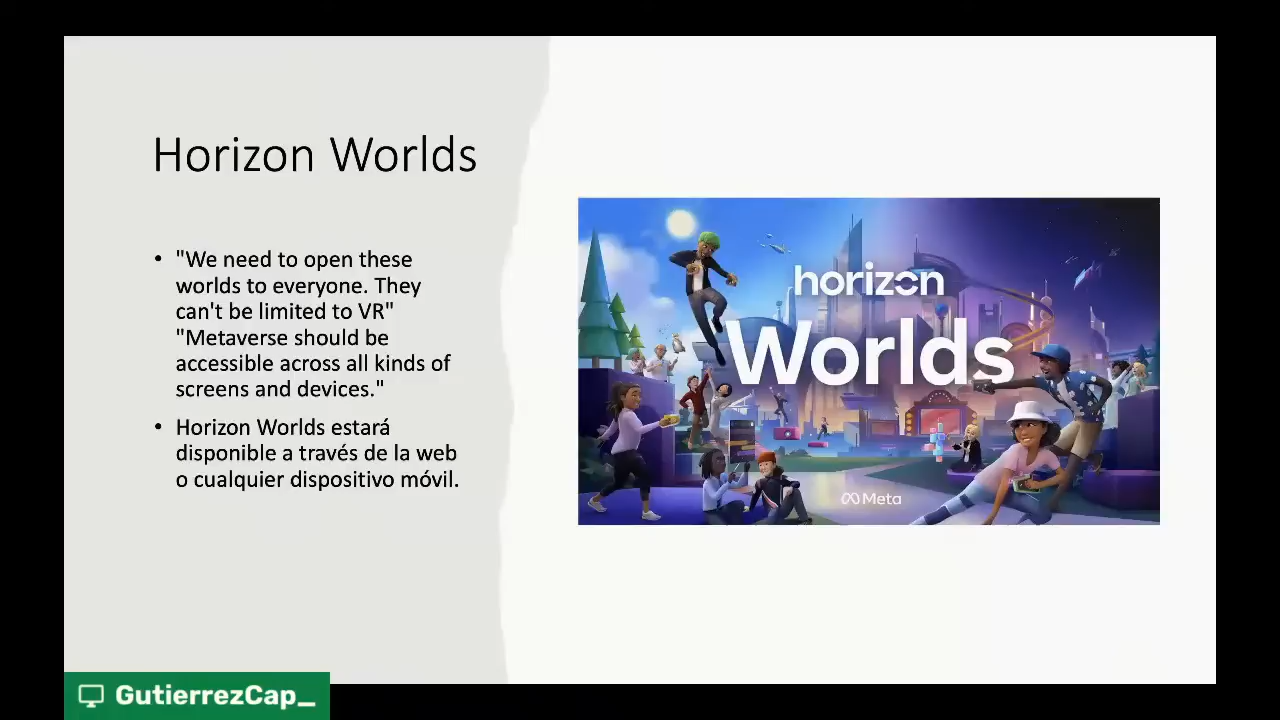 Horizon Worlds
• "We need to open these
worlds to everyone. They
can't be limited to VR"
"Metaverse should be
accessible across all kinds of
screens and devices."
• Horizon Worlds estará
disponible a través de la web
o cualquier dispositivo móvil.
horizon
Worlds
Meta
GutierrezCap_